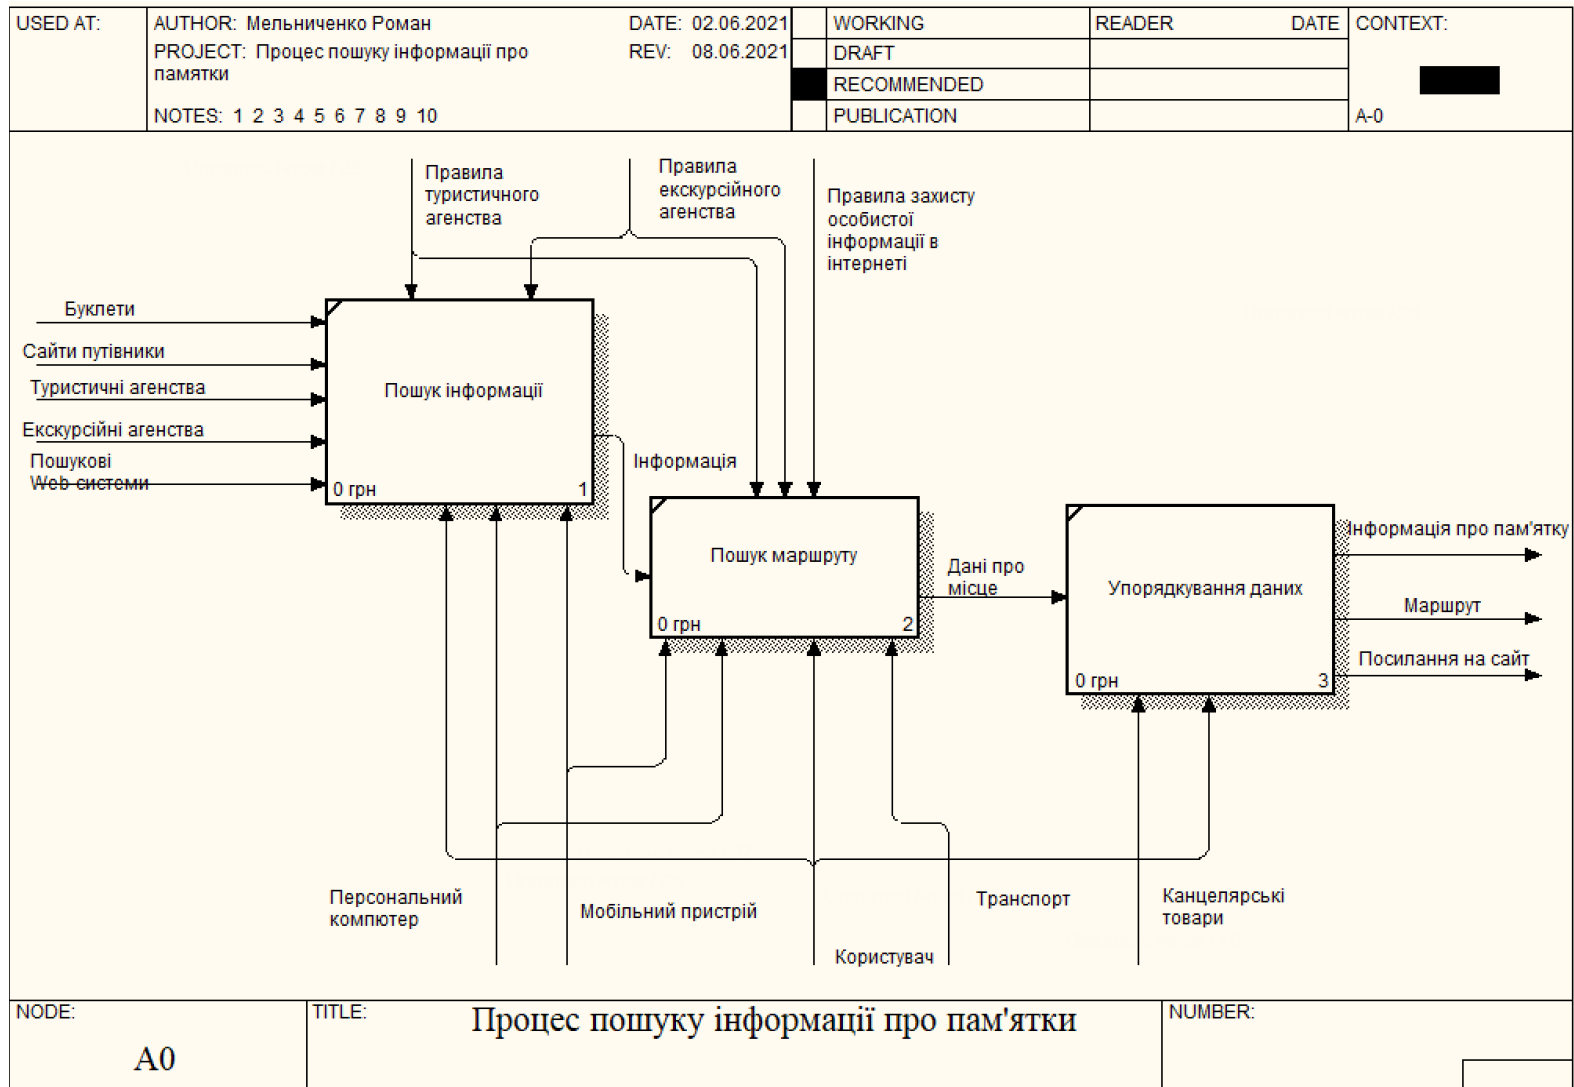 USED AT:
AUTHOR: Мельниченко Роман
DATE: 02.06.2021
PROJECT: Процес пошуку інформації про
памятки
REV: 08.06.2021
NOTES: 1 2 3 4 5 6 7 8 9 10
WORKING
DRAFT
RECOMMENDED
PUBLICATION
READER DATE
CONTEXT:
A-0
Правила
туристичного
агенства
Правила
екскурсійного
агенства
Правила захисту
особистої
інформації в
інтернеті
Буклети
Сайти путівники
Туристичні агенства
Екскурсійні агенства
Пошукові
Web системи
Пошук інформації
0 грн 1
Інформація
Пошук маршруту
0 грн 2
Дані про
місце
Упорядкування даних
0 грн 3
Інформація про пам'ятку
Маршрут
Посилання на сайт
Персональний
компютер
Мобільний пристрій
Користувач
Транспорт
Канцелярські
товари
NODE:
A0
TITLE:
Процес пошуку інформації про пам'ятки
NUMBER: